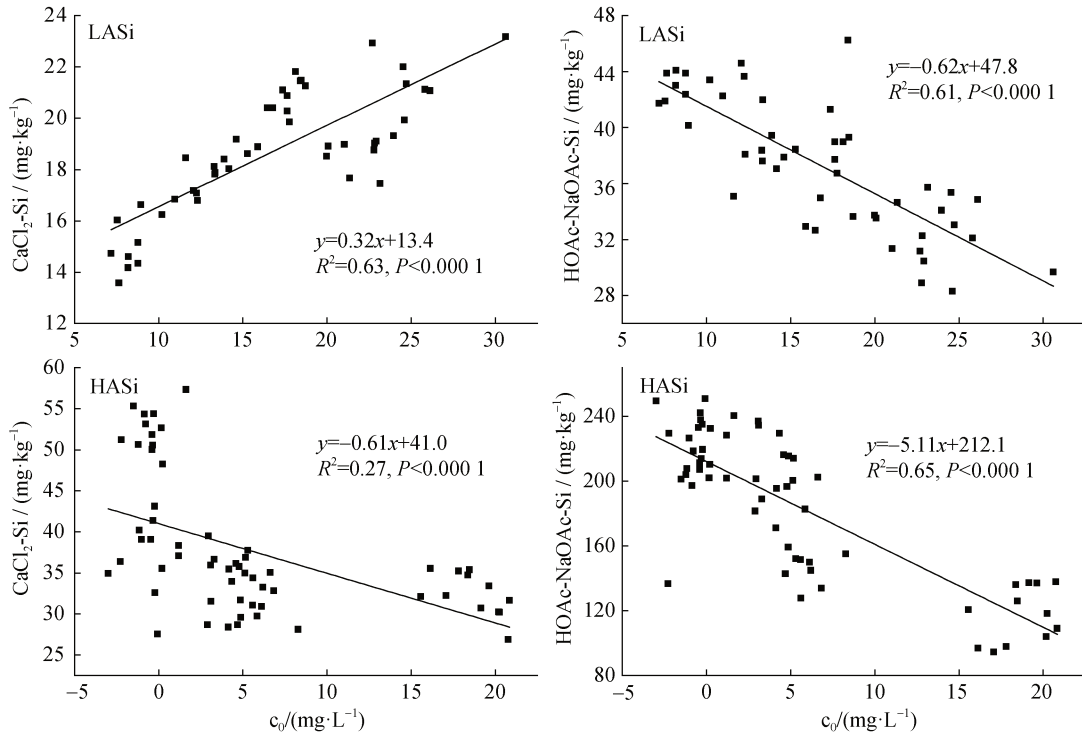 LASi
CaCl₂-Si / (mg·kg⁻¹)
24
22
20
18
16
14
12
y=0.32x+13.4
R²=0.63, P<0.000 1
5 10 15 20 25 30
LASi
HOAc-NaOAc-Si / (mg·kg⁻¹)
48
44
40
36
32
28
y=−0.62x+47.8
R²=0.61, P<0.000 1
5 10 15 20 25 30
HASi
CaCl₂-Si / (mg·kg⁻¹)
60
55
50
45
40
35
30
25
y=−0.61x+41.0
R²=0.27, P<0.000 1
−5 0 5 10 15 20
c₀/(mg·L⁻¹)
HASi
HOAc-NaOAc-Si / (mg·kg⁻¹)
240
200
160
120
80
y=−5.11x+212.1
R²=0.65, P<0.000 1
−5 0 5 10 15 20
c₀/(mg·L⁻¹)